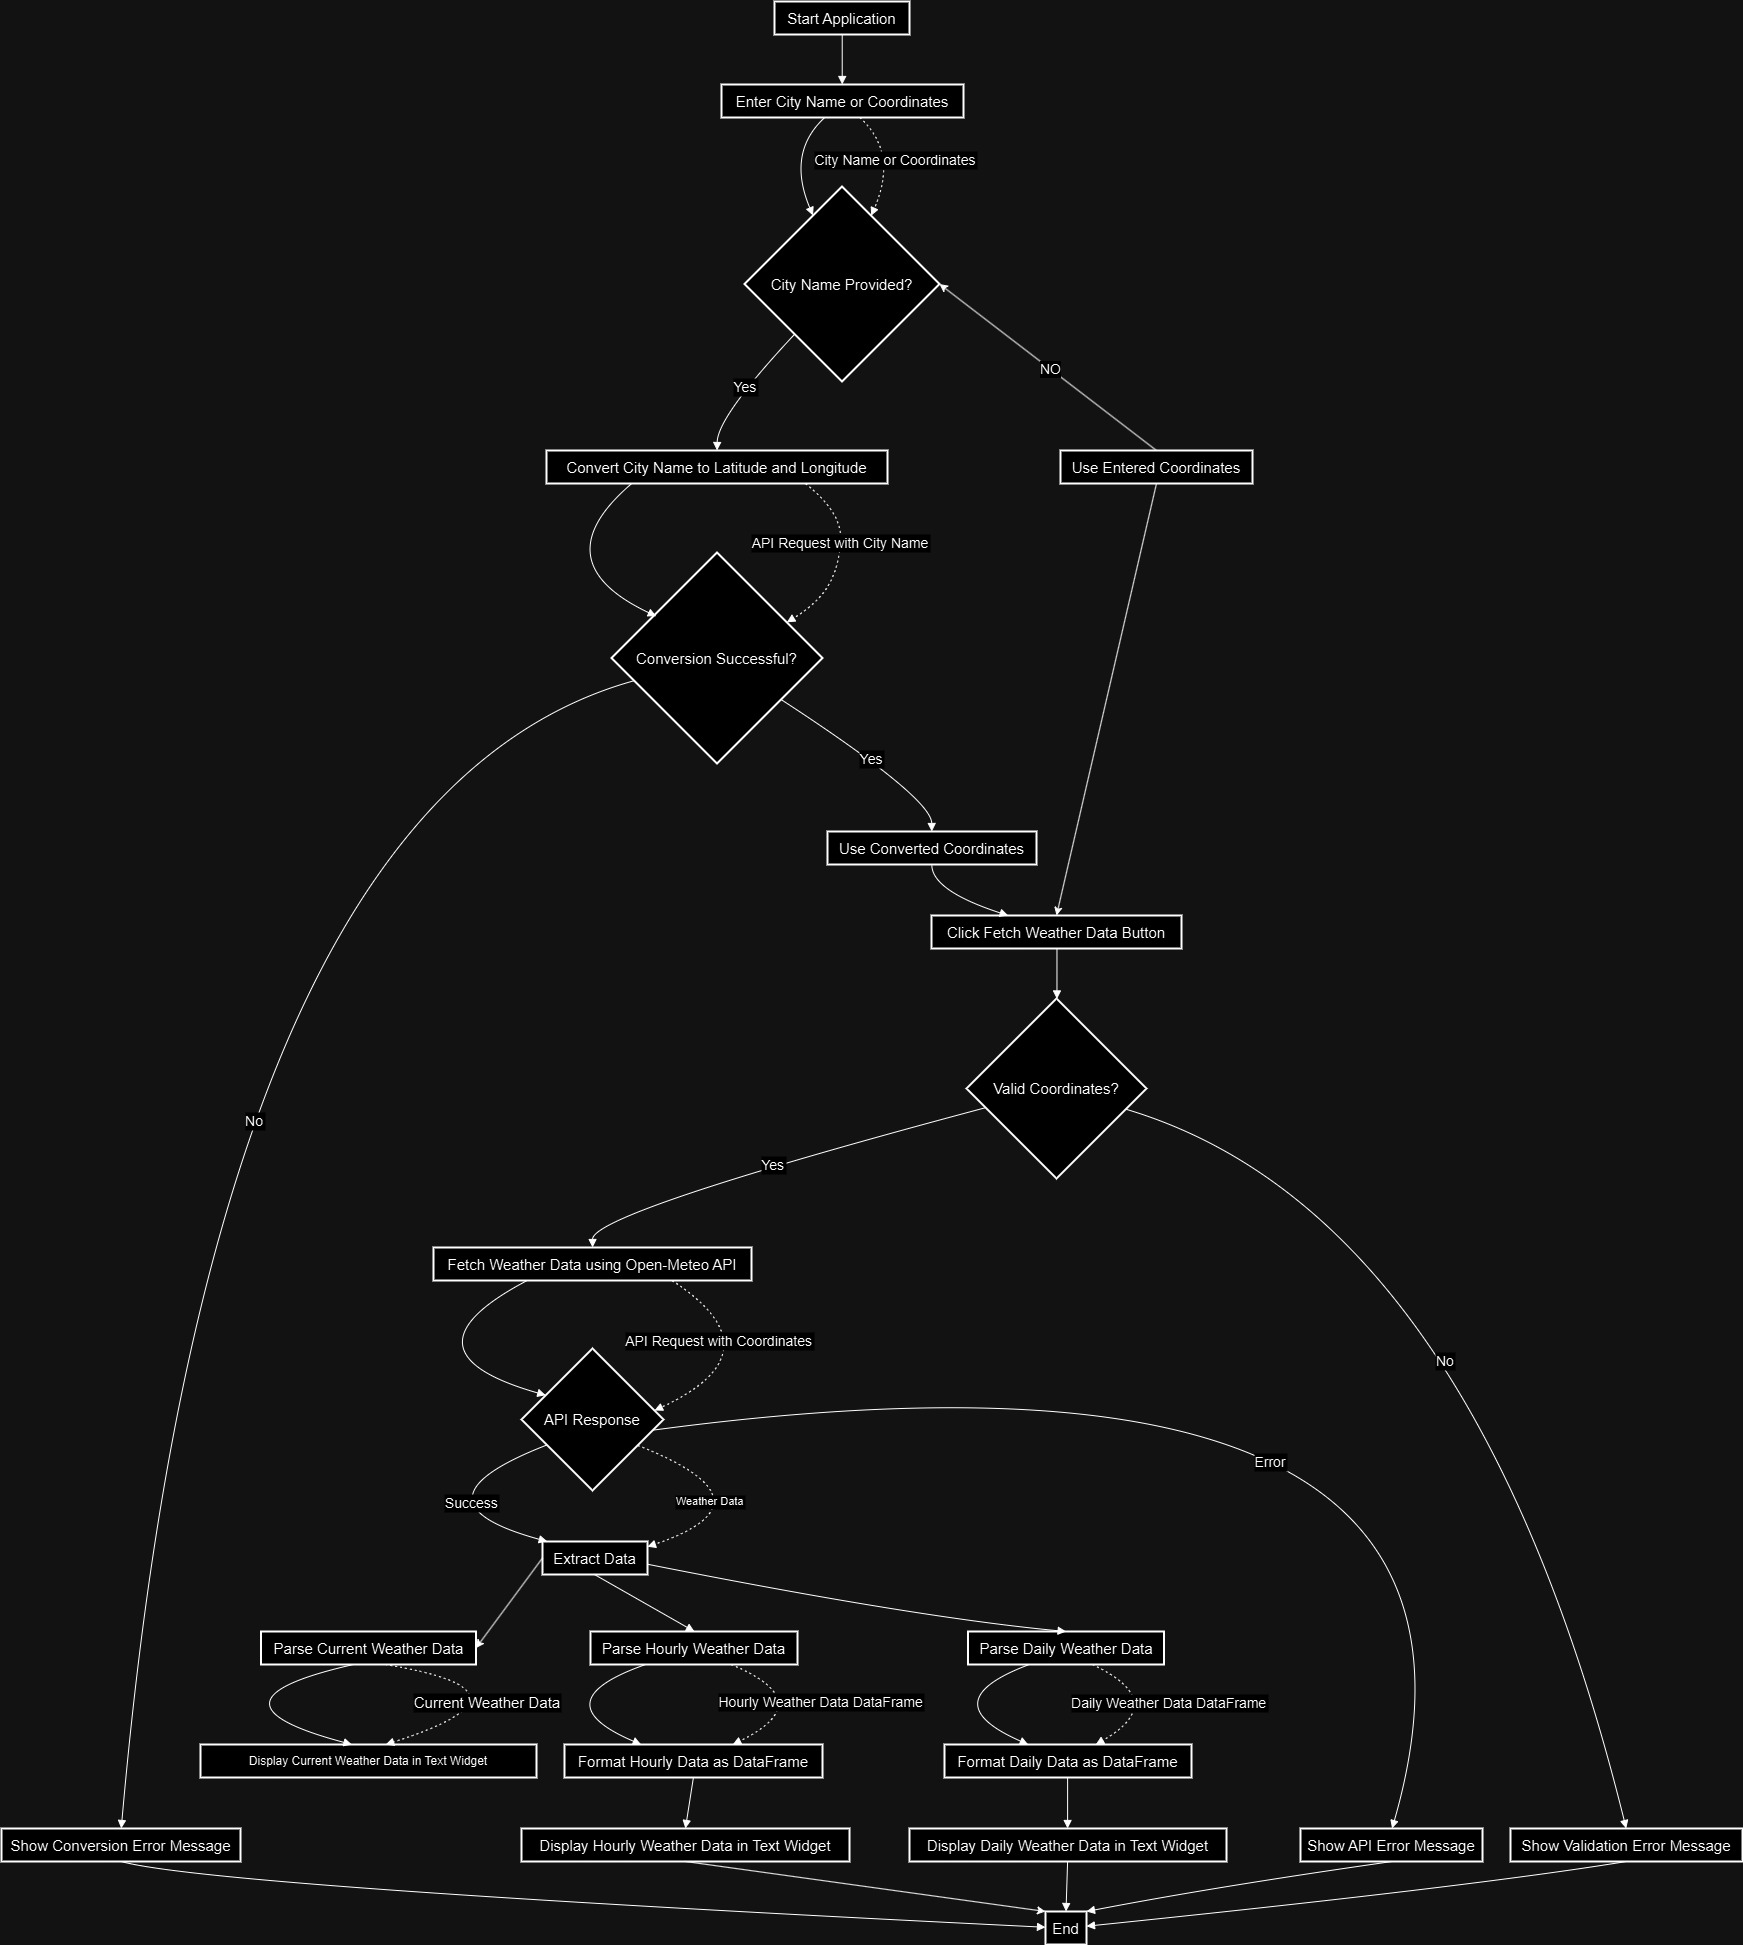 Start Application
Enter City Name or Coordinates
City Name or Coordinates
City Name Provided?
NO
Yes
Convert City Name to Latitude and Longitude
Use Entered Coordinates
API Request with City Name
Conversion Successful?
Yes
Use Converted Coordinates
Click Fetch Weather Data Button
Valid Coordinates?
No
Yes
Fetch Weather Data using Open-Meteo API
API Request with Coordinates
No
API Response
Error
Success
Weather Data
Extract Data
Parse Current Weather Data
Parse Hourly Weather Data
Parse Daily Weather Data
Current Weather Data
Hourly Weather Data DataFrame
Daily Weather Data DataFrame
Display Current Weather Data in Text Widget
Format Hourly Data as DataFrame
Format Daily Data as DataFrame
Show Conversion Error Message
Display Hourly Weather Data in Text Widget
Display Daily Weather Data in Text Widget
Show API Error Message
Show Validation Error Message
End